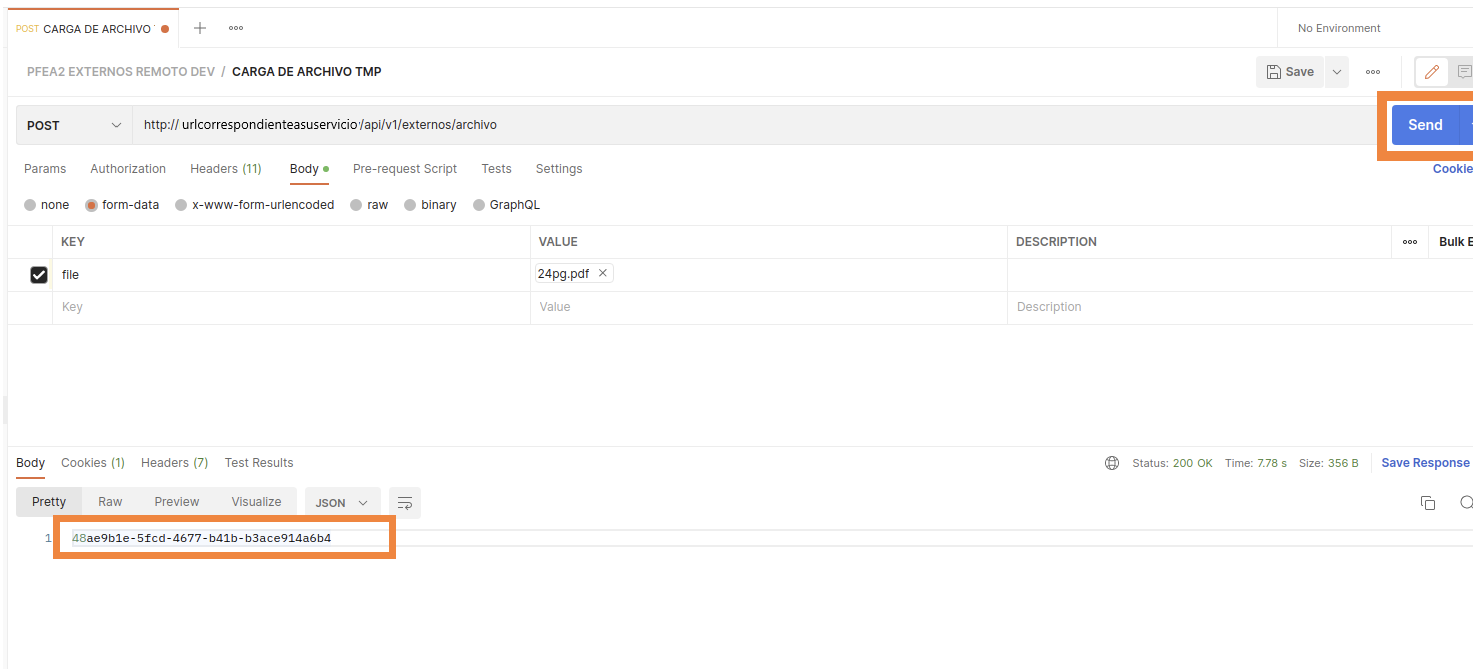 POST CARGA DE ARCHIVO
No Environment
PFEA2 EXTERNOS REMOTO DEV / CARGA DE ARCHIVO TMP
Save
POST
http:// urlcorrespondienteasuservicio'/api/v1/externos/archivo
Send
Params Authorization Headers (11) Body Pre-request Script Tests Settings
Cookie
none form-data x-www-form-urlencoded raw binary GraphQL
KEY VALUE DESCRIPTION Bulk E
file 24pg.pdf
Key Value Description
Body Cookies (1) Headers (7) Test Results
Status: 200 OK Time: 7.78 s Size: 356 B Save Response
Pretty Raw Preview Visualize JSON
1 48ae9b1e-5fcd-4677-b41b-b3ace914a6b4